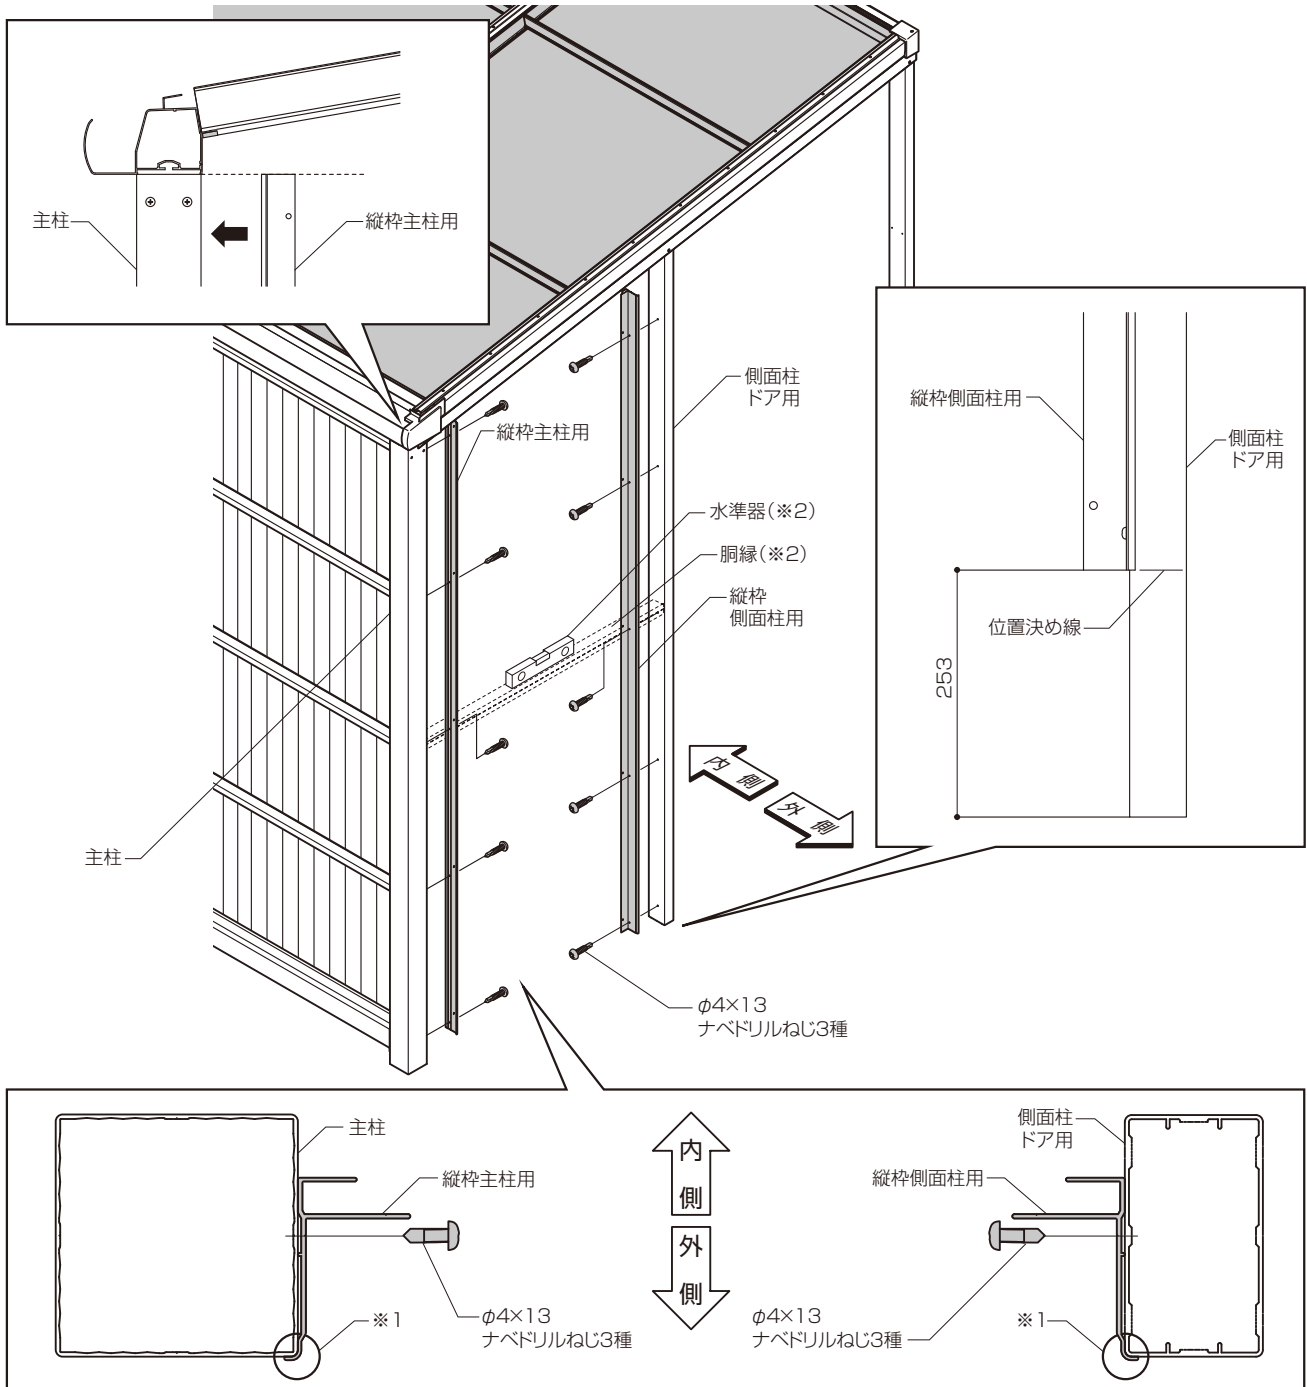 主柱
縦枠主柱用
縦枠主柱用
側面柱
ドア用
水準器(※2)
胴縁(※2)
縦枠
側面柱用
主柱
内側
外側
φ4×13
ナベドリルねじ3種
縦枠側面柱用
側面柱
ドア用
位置決め線
253
主柱
縦枠主柱用
φ4×13
ナベドリルねじ3種
※1
内側
外側
側面柱
ドア用
縦枠側面柱用
φ4×13
ナベドリルねじ3種
※1